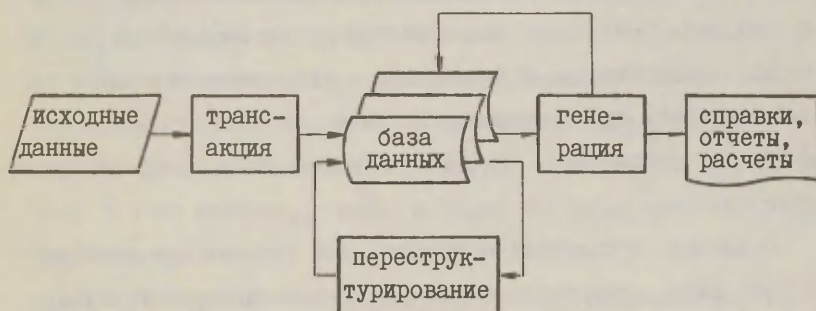 исходные
данные
транс-
акция
база
данных
гене-
рация
справки,
отчеты,
расчеты
переструк-
турирование